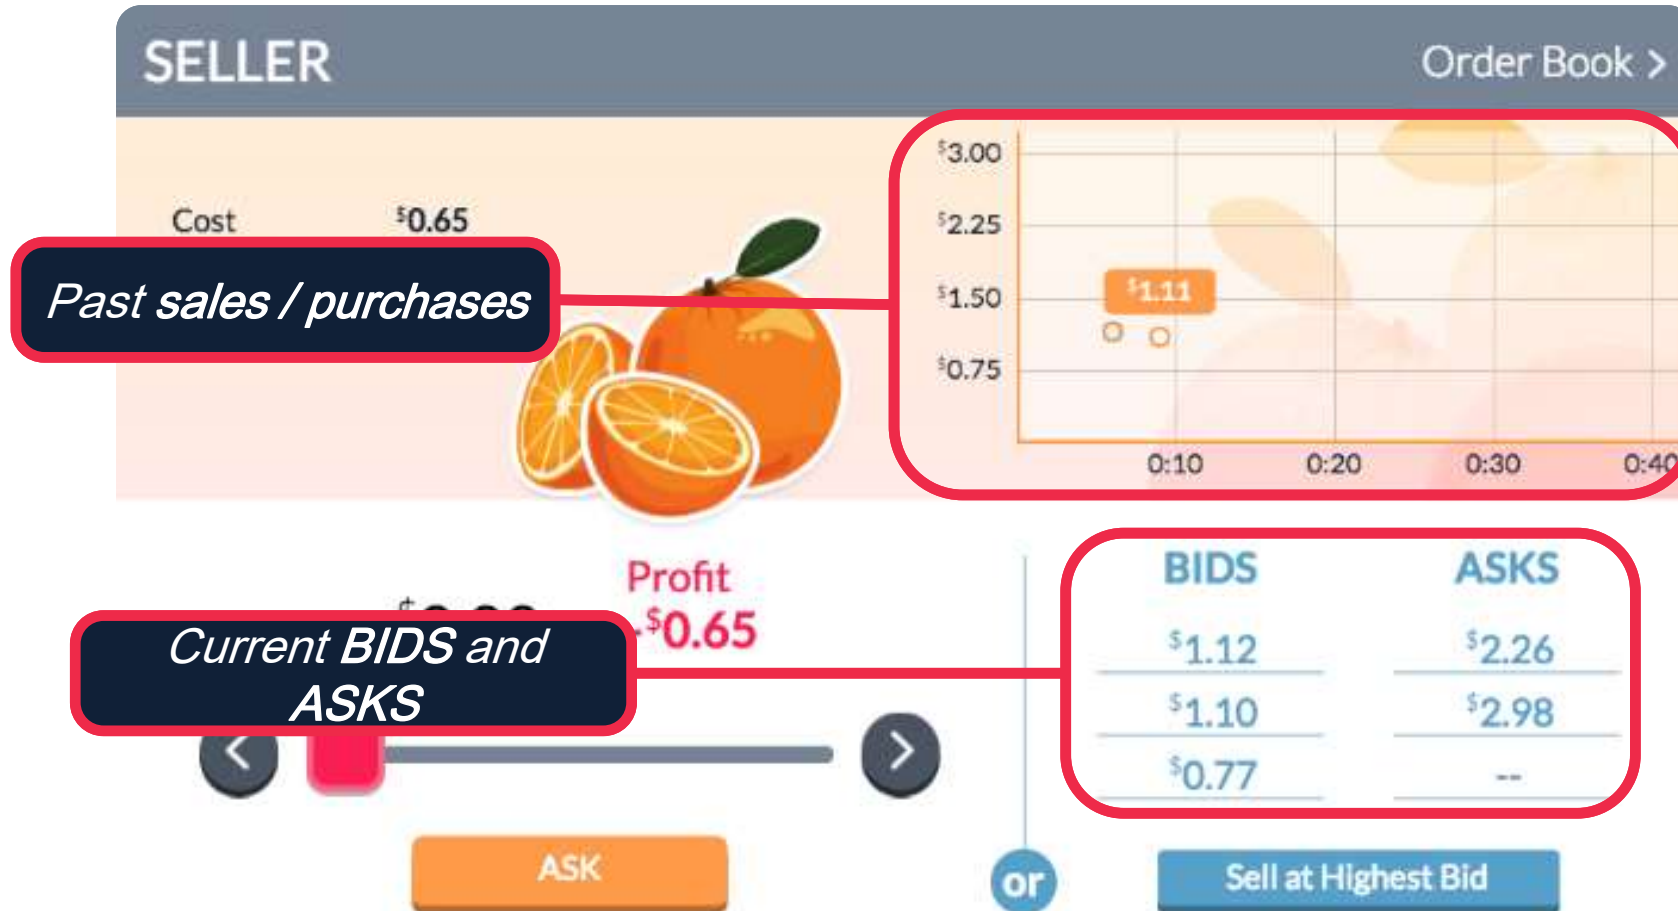 SELLER
Order Book >
Cost $0.65
$3.00
$2.25
$1.50
$0.75
$1.11
0:10 0:20 0:30 0:40
Past sales / purchases
Profit
-$0.65
Current BIDS and
ASKS
BIDS ASKS
$1.12 $2.26
$1.10 $2.98
$0.77 --
ASK
or
Sell at Highest Bid